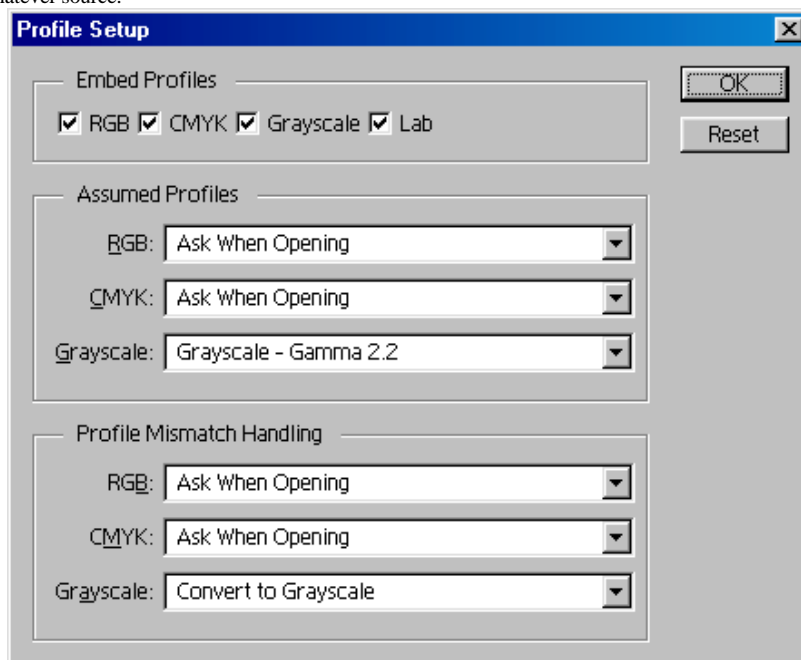 whatever source.
Profile Setup
Embed Profiles
RGB CMYK Grayscale Lab
OK
Reset
Assumed Profiles
RGB: Ask When Opening
CMYK: Ask When Opening
Grayscale: Grayscale - Gamma 2.2
Profile Mismatch Handling
RGB: Ask When Opening
CMYK: Ask When Opening
Grayscale: Convert to Grayscale